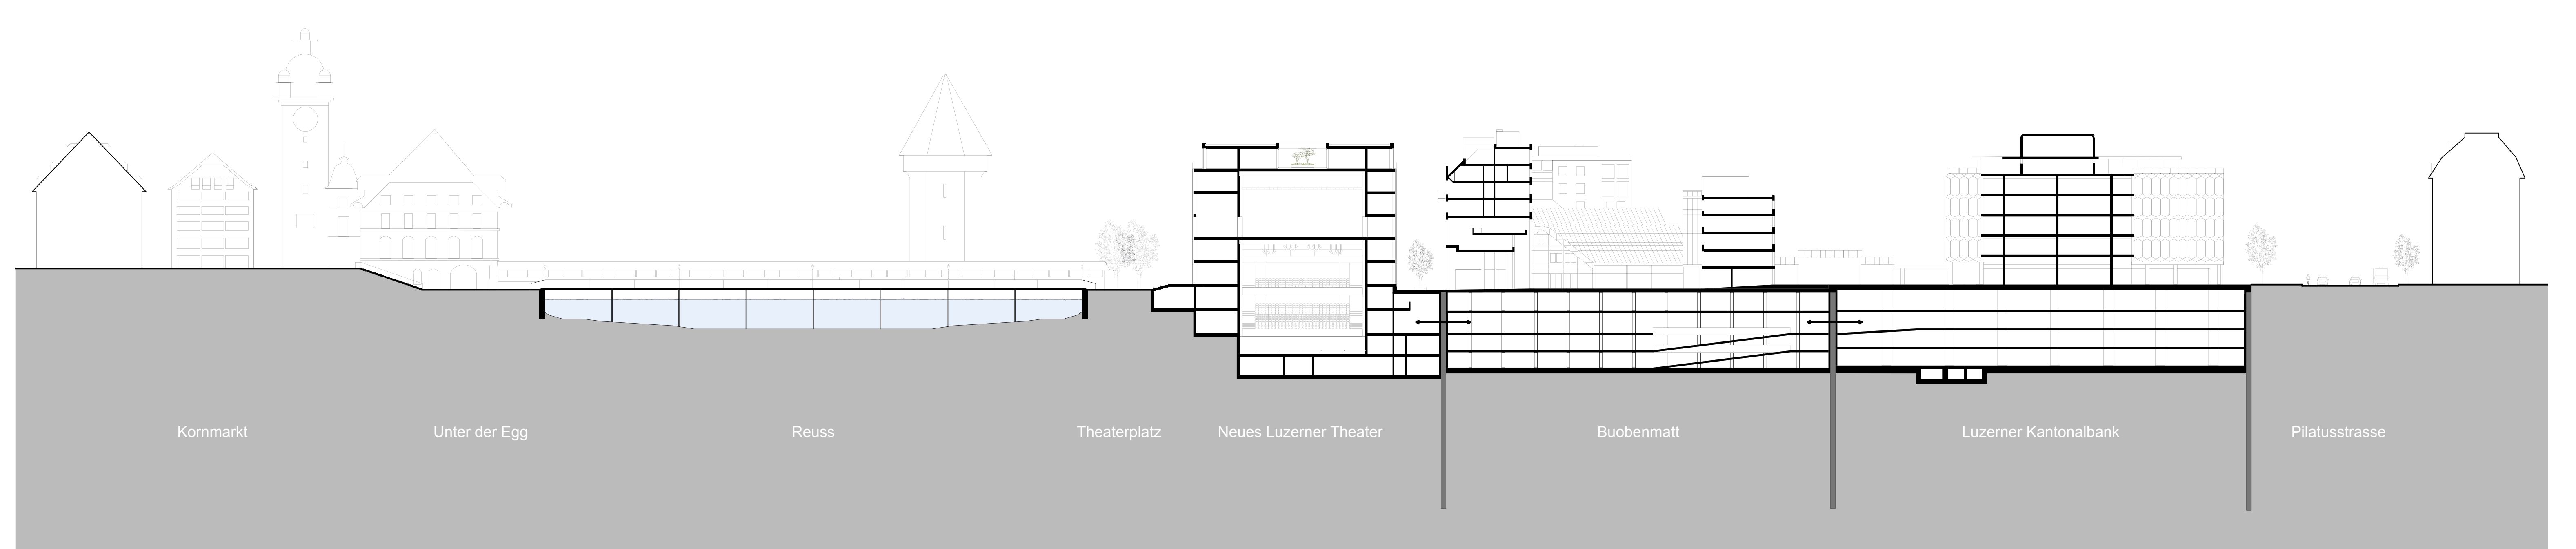 Kornmarkt
Unter der Egg
Reuss
Theaterplatz
Neues Luzerner Theater
Buobenmatt
Luzerner Kantonalbank
Pilatusstrasse